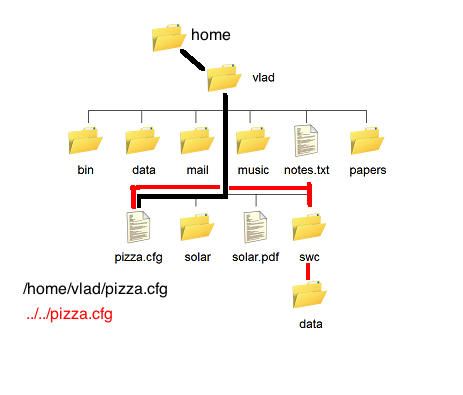 home
vlad
bin data mail music notes.txt papers
pizza.cfg solar solar.pdf swc
/home/vlad/pizza.cfg
../../pizza.cfg
data